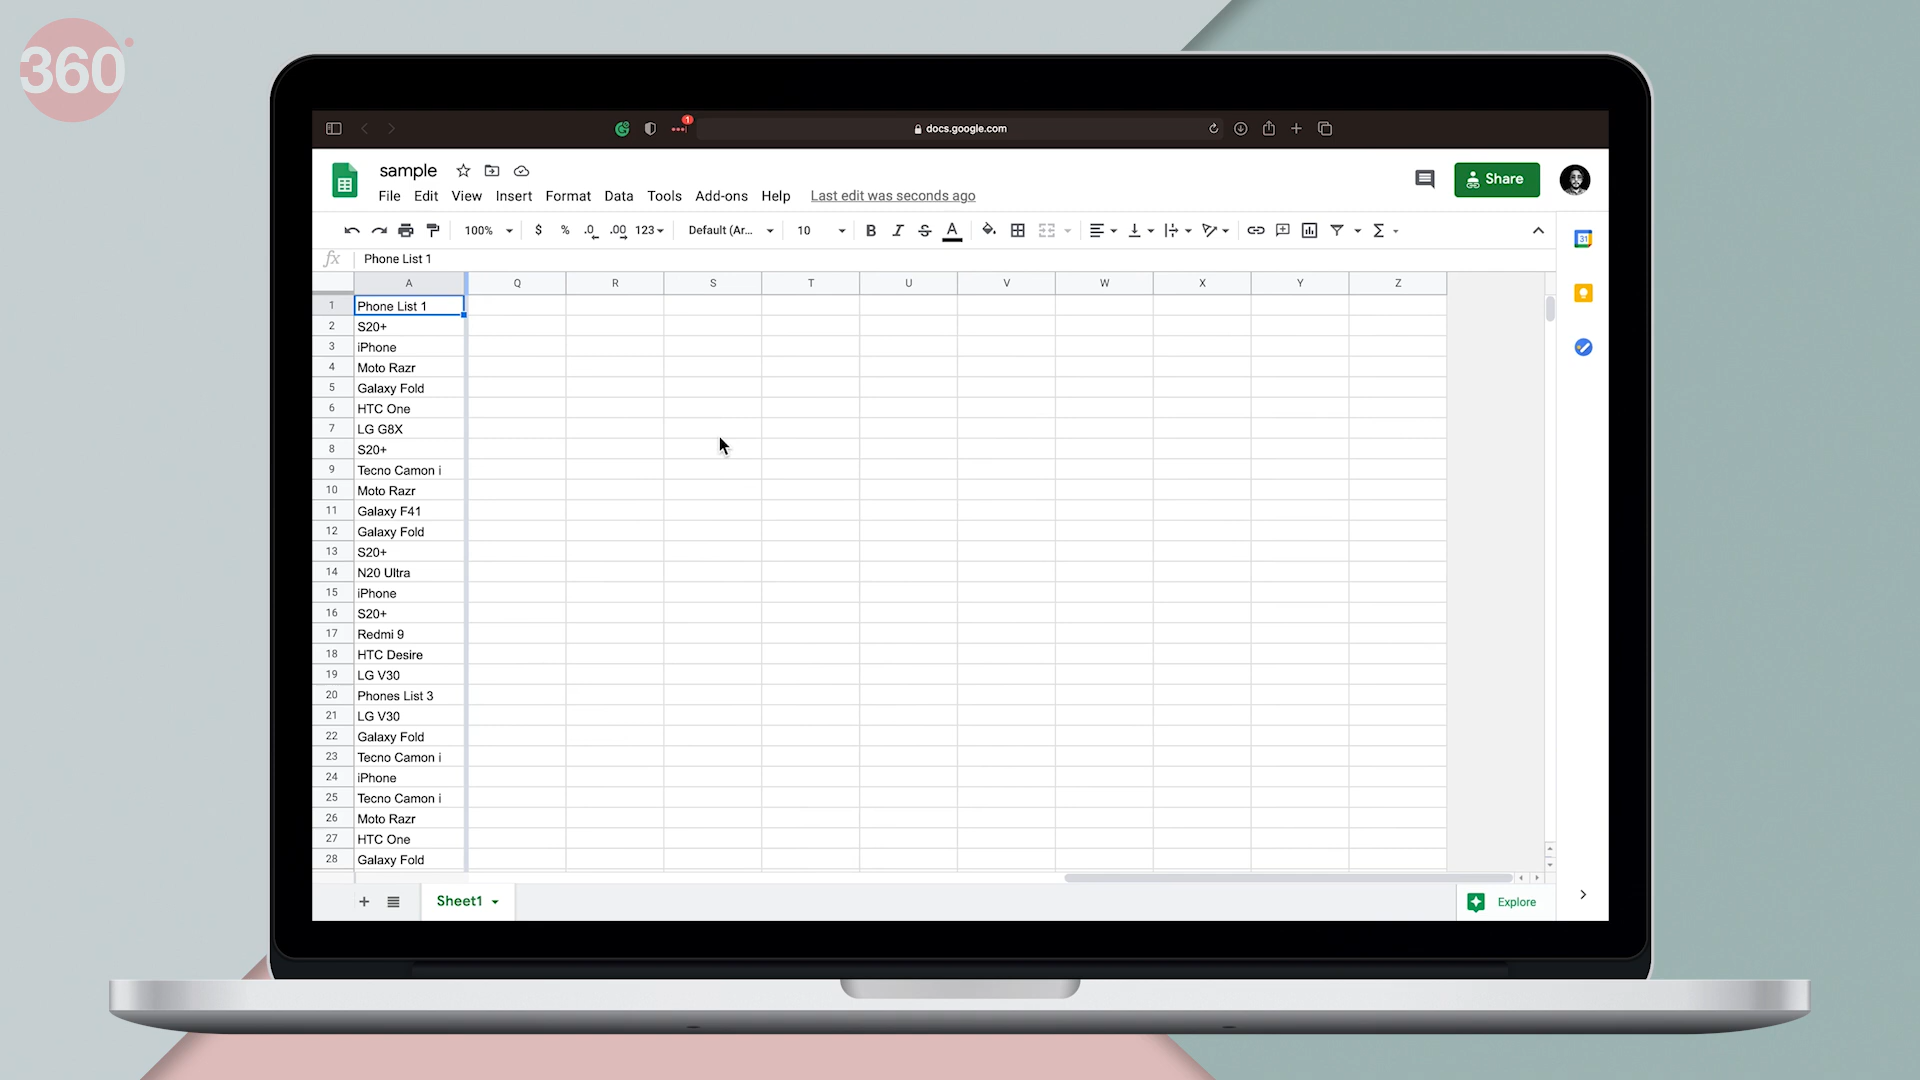 360°
1
docs.google.com
sample
File Edit View Insert Format Data Tools Add-ons Help Last edit was seconds ago
Share
100% $ % .0 .00 123 Default (Ar... 10 B I S A Σ
31
fx Phone List 1
A Q R S T U V W X Y Z
1 Phone List 1
2 S20+
3 iPhone
4 Moto Razr
5 Galaxy Fold
6 HTC One
7 LG G8X
8 S20+
9 Tecno Camon i
10 Moto Razr
11 Galaxy F41
12 Galaxy Fold
13 S20+
14 N20 Ultra
15 iPhone
16 S20+
17 Redmi 9
18 HTC Desire
19 LG V30
20 Phones List 3
21 LG V30
22 Galaxy Fold
23 Tecno Camon i
24 iPhone
25 Tecno Camon i
26 Moto Razr
27 HTC One
28 Galaxy Fold
Sheet1
Explore